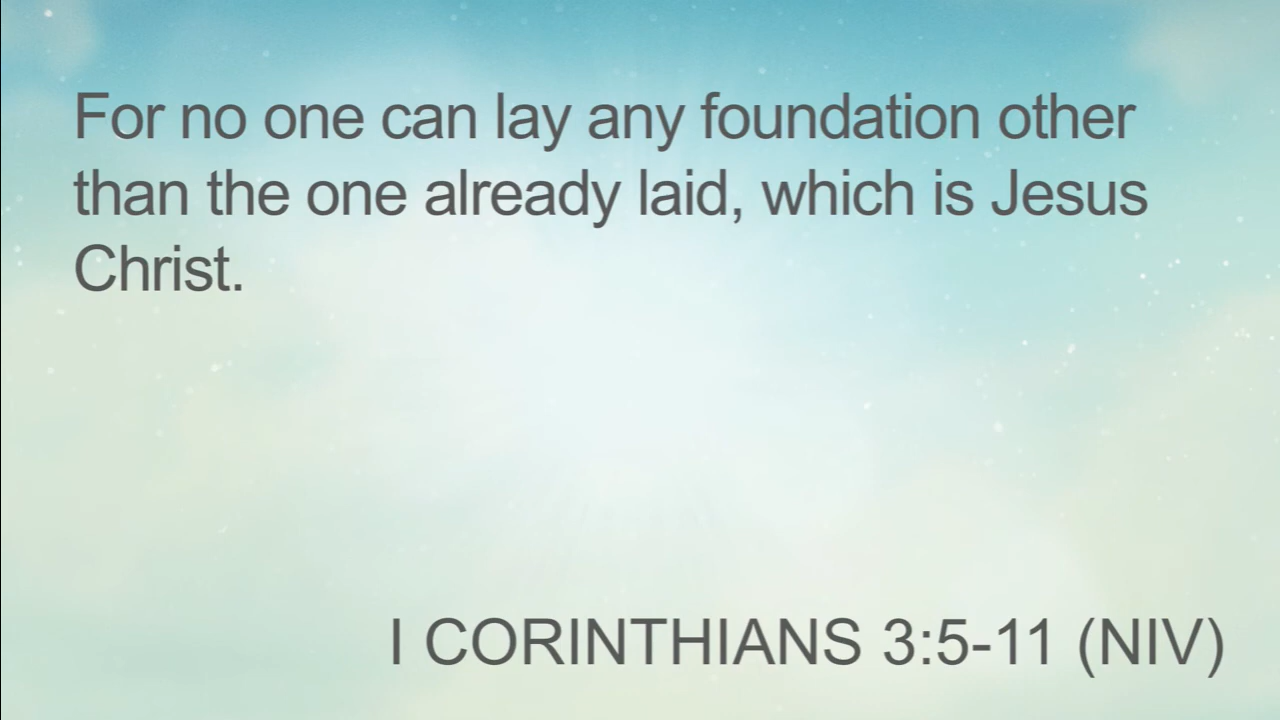 For no one can lay any foundation other
than the one already laid, which is Jesus
Christ.
I CORINTHIANS 3:5-11 (NIV)